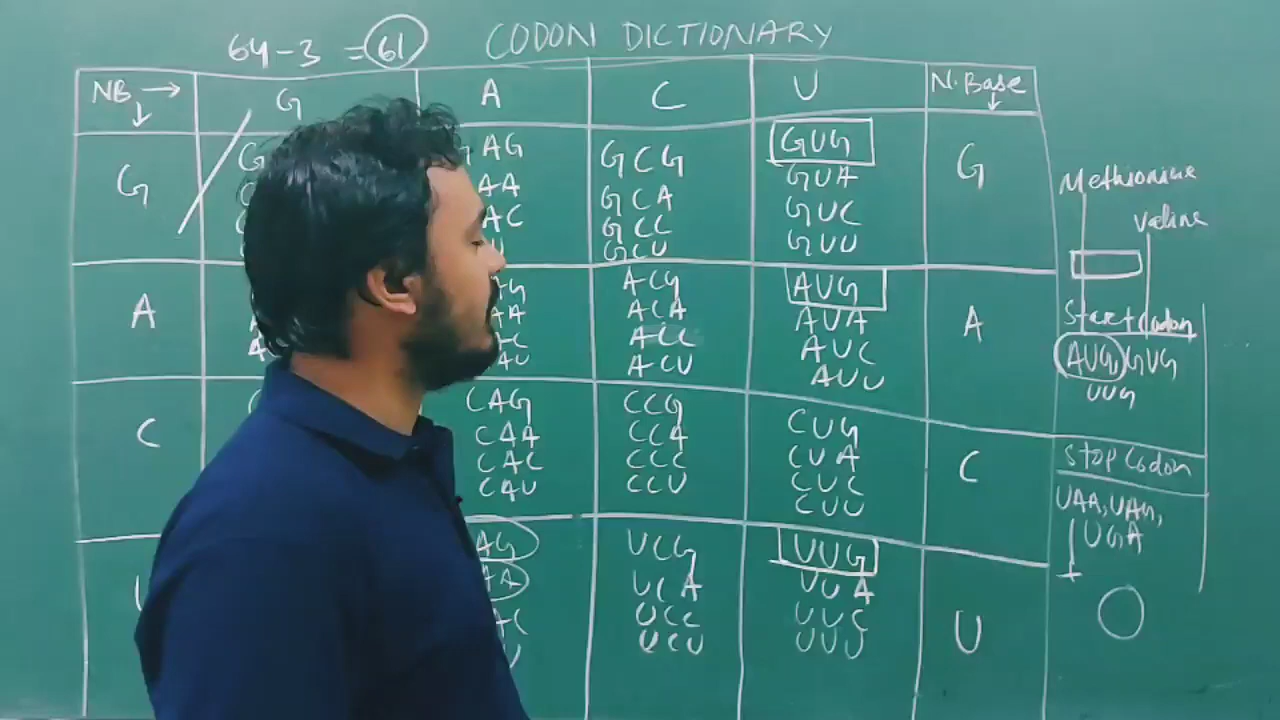 64-3 = 61
CODON DICTIONARY
NB → G A C U N.Base
G
GCG
GCA
GCC
GCU
GUG
GUA
GUC
GUU
G
A
ACG
ACA
ACC
ACU
AUG
AUA
AUC
AUU
A
C
CAG
CAA
CAC
CAU
CCG
CCA
CCC
CCU
CUG
CUA
CUC
CUU
C
UCG
UCA
UCC
UCU
UUG
UUA
UUC
UUU
U
Methionine
valine
Start codon
AUG GUG
UUG
Stop Codon
UAA, UAG,
UGA